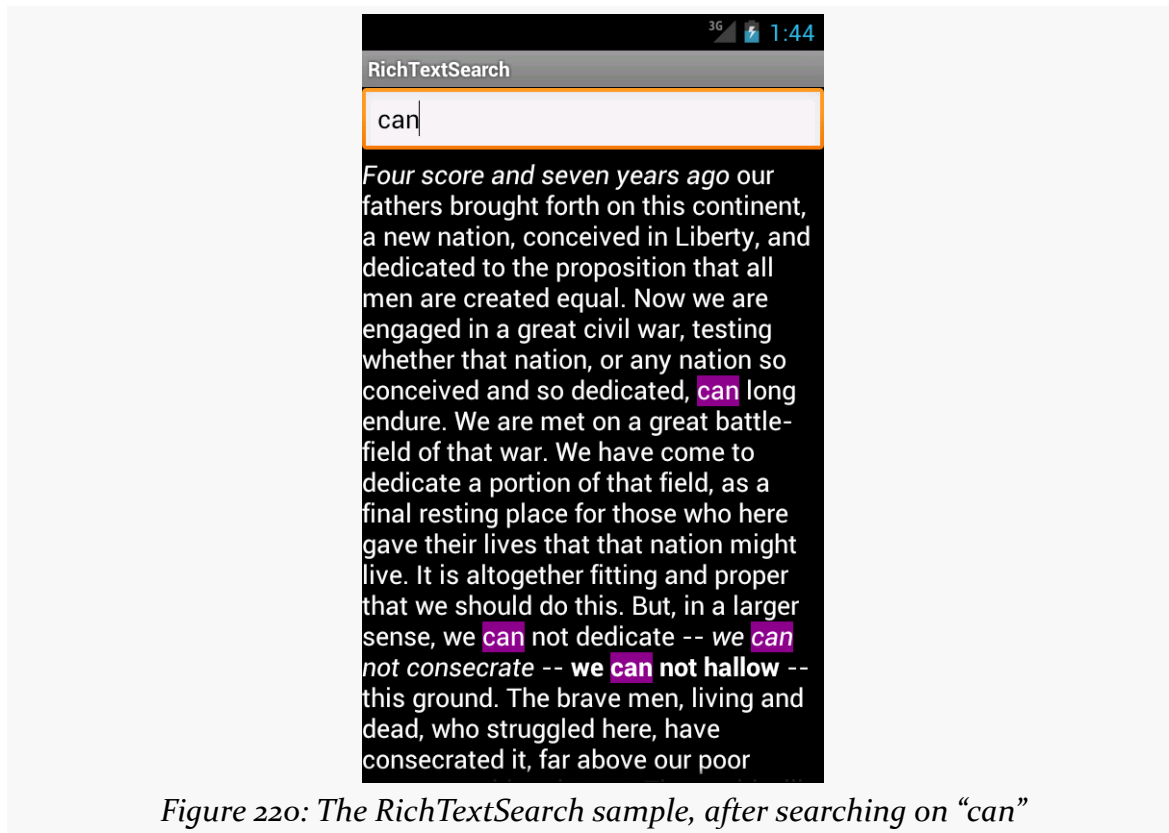 3G 1:44
RichTextSearch
can
Four score and seven years ago our
fathers brought forth on this continent,
a new nation, conceived in Liberty, and
dedicated to the proposition that all
men are created equal. Now we are
engaged in a great civil war, testing
whether that nation, or any nation so
conceived and so dedicated, can long
endure. We are met on a great battle-
field of that war. We have come to
dedicate a portion of that field, as a
final resting place for those who here
gave their lives that that nation might
live. It is altogether fitting and proper
that we should do this. But, in a larger
sense, we can not dedicate -- we can
not consecrate -- we can not hallow --
this ground. The brave men, living and
dead, who struggled here, have
consecrated it, far above our poor
Figure 220: The RichTextSearch sample, after searching on “can”